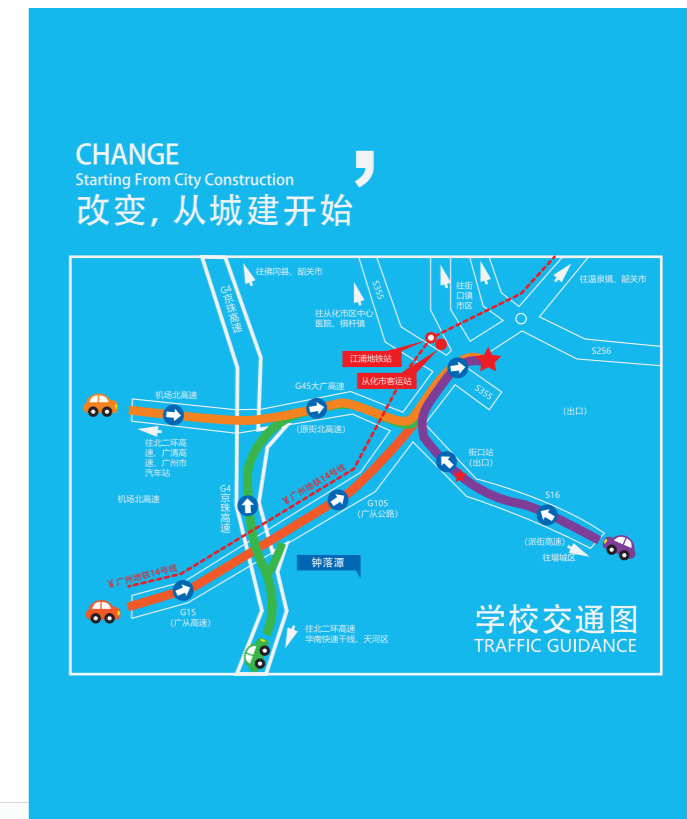 CHANGE
Starting From City Construction
,
改变, 从城建开始
往佛冈县、韶关市
G4
京珠高速
S355
往从化市区中心
医院、棋杆镇
往街
口镇
市区
往温泉镇、韶关市
S256
江浦地铁站
从化市客运站
S355
机场北高速
G45大广高速
(原街北高速)
(出口)
往北二环高
速、广清高
速、广州市
汽车站
街口站
(出口)
机场北高速
G4
京珠高速
广州地铁14号线
G105
(广从公路)
S16
(派街高速)
往增城区
钟落潭
广州地铁14号线
G15
(广从高速)
往北二环高速
华南快速干线、天河区
学校交通图
TRAFFIC GUIDANCE